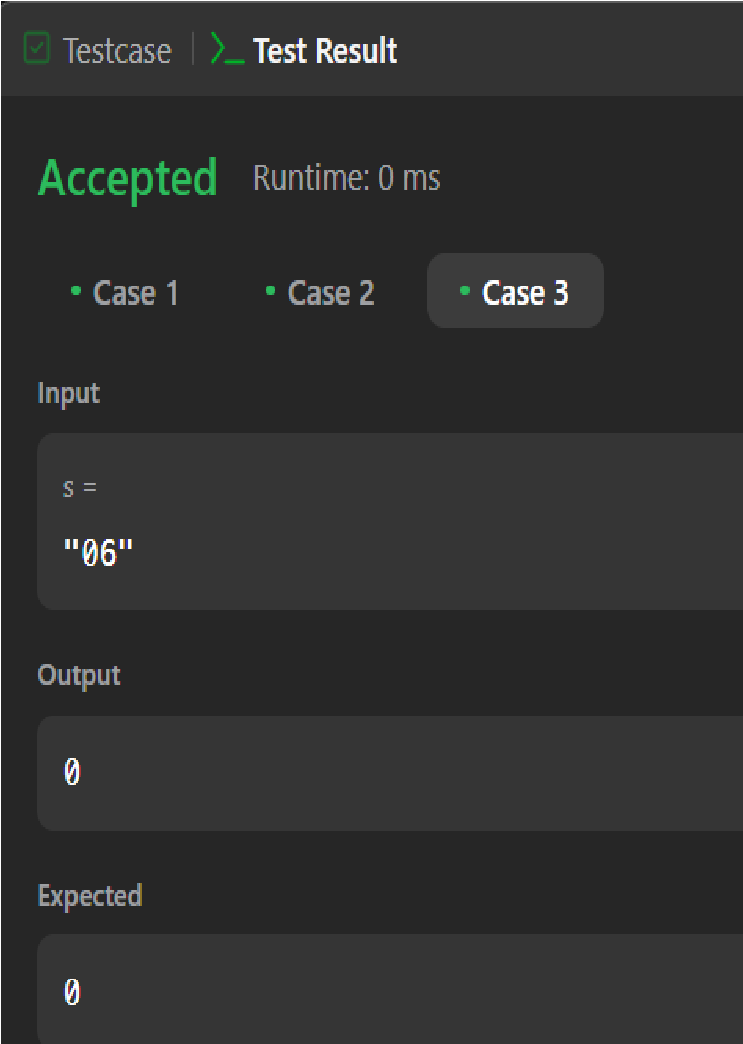 Testcase | >_ Test Result
Accepted Runtime: 0 ms
• Case 1 • Case 2 • Case 3
Input
s =
"06"
Output
0
Expected
0